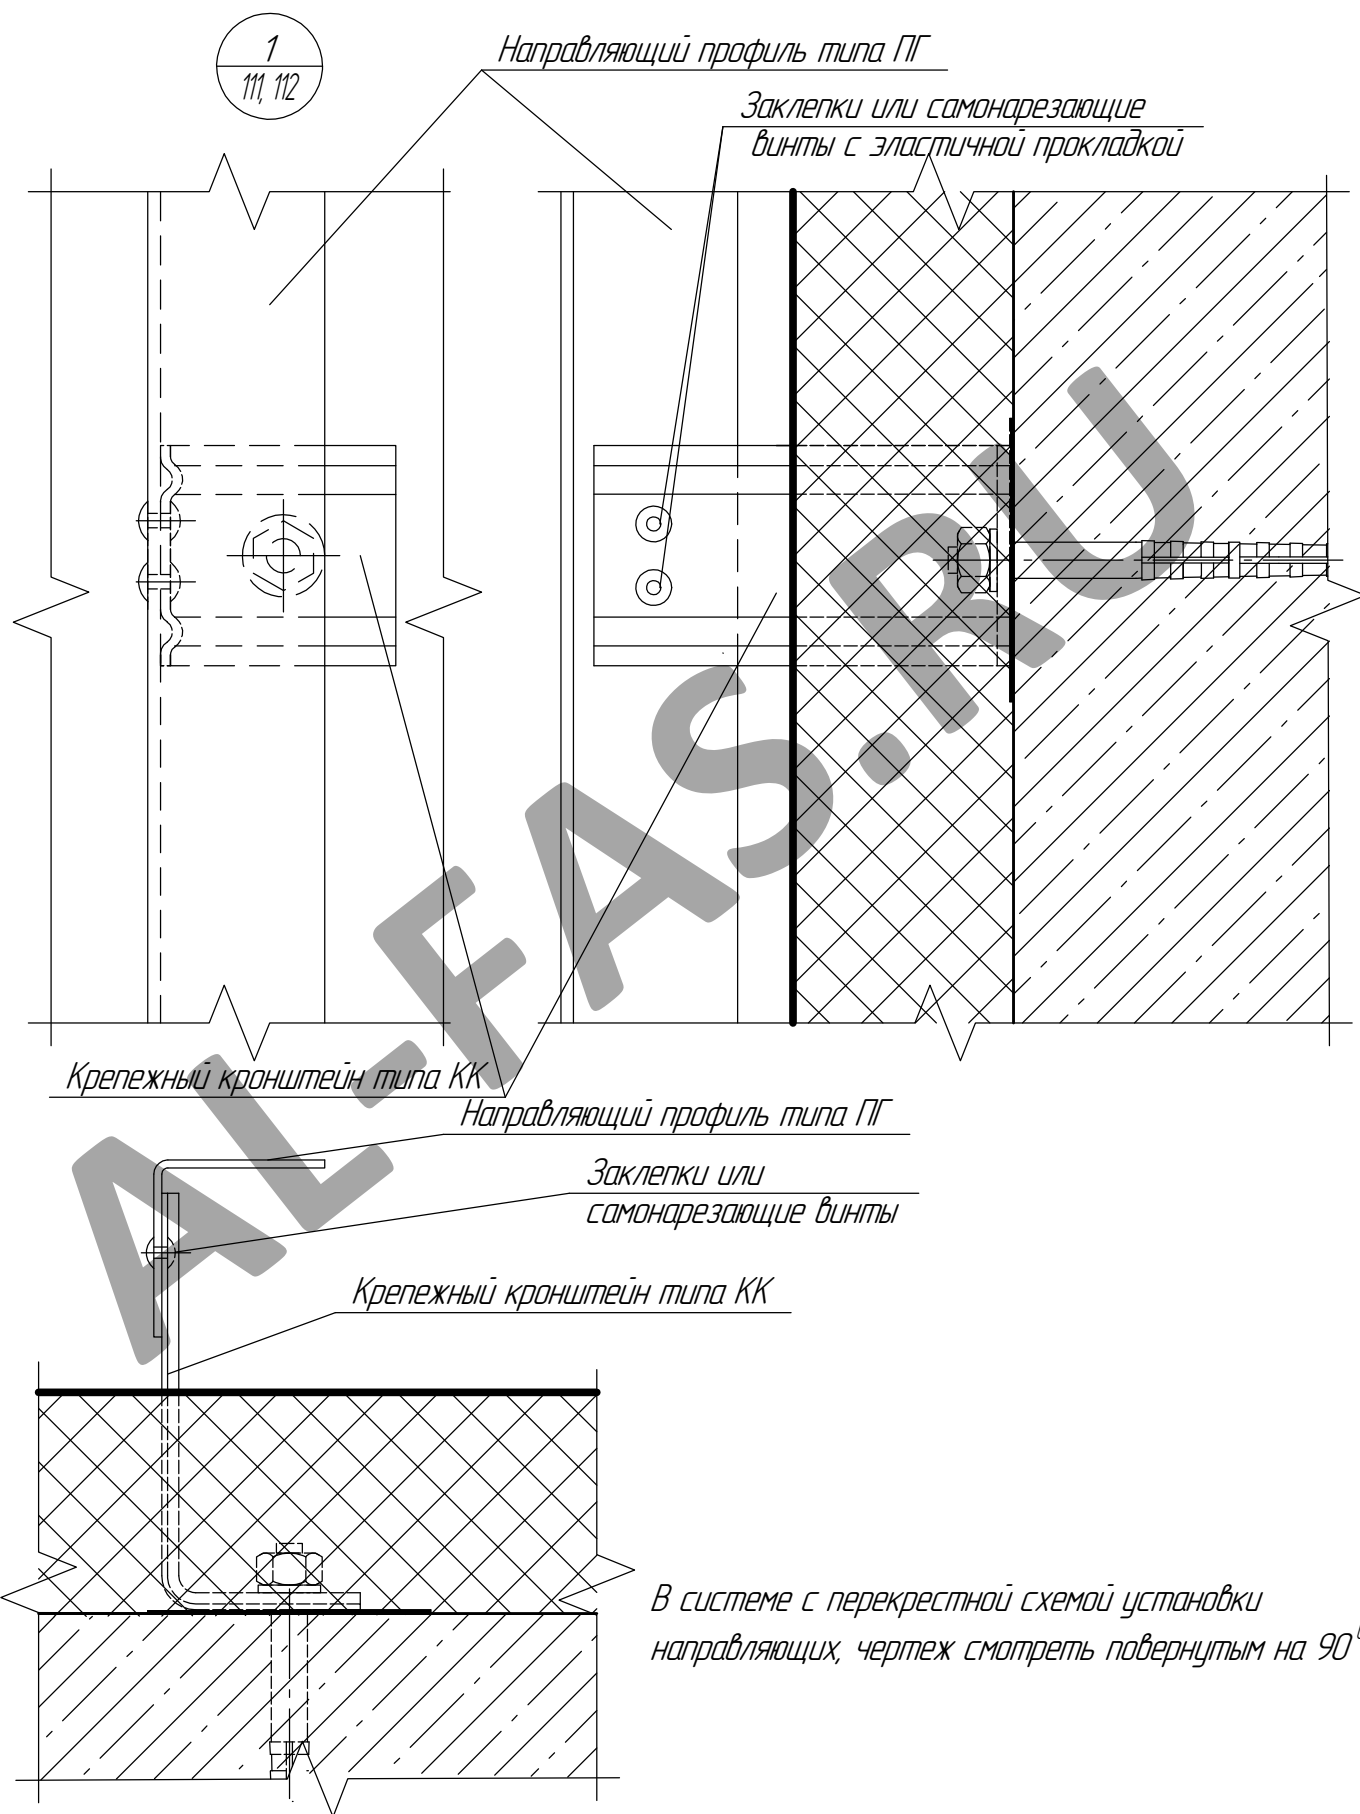 1
111, 112
Направляющий профиль типа ПГ
Заклепки или самонарезающие
винты с эластичной прокладкой
AL-FAS.RU
Крепежный кронштейн типа КК
Направляющий профиль типа ПГ
Заклепки или
самонарезающие винты
Крепежный кронштейн типа КК
В системе с перекрестной схемой установки
направляющих, чертеж смотреть повернутым на 90°